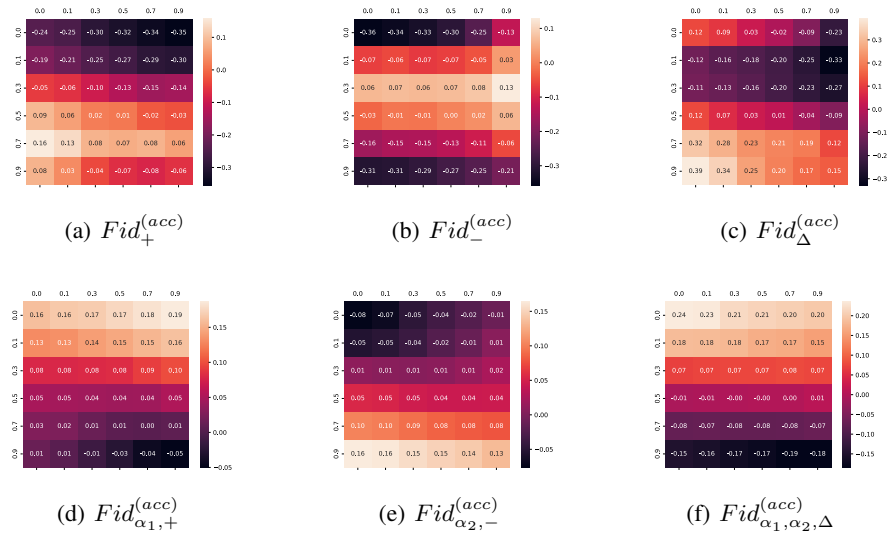 0.0 0.1 0.3 0.5 0.7 0.9
0.0 -0.24 -0.25 -0.30 -0.32 -0.34 -0.35
0.1 -0.19 -0.21 -0.25 -0.27 -0.29 -0.30
0.3 -0.05 -0.06 -0.10 -0.13 -0.15 -0.14
0.5 0.09 0.06 0.02 0.01 -0.02 -0.03
0.7 0.16 0.13 0.08 0.07 0.08 0.06
0.9 0.08 0.03 -0.04 -0.07 -0.08 -0.06
0.1
0.0
-0.1
-0.2
-0.3
(a) Fid₊^(acc)
0.0 0.1 0.3 0.5 0.7 0.9
0.0 -0.36 -0.34 -0.33 -0.30 -0.25 -0.13
0.1 -0.07 -0.06 -0.07 -0.07 -0.05 0.03
0.3 0.06 0.07 0.06 0.07 0.08 0.13
0.5 -0.03 -0.01 -0.02 -0.01 0.00 0.06
0.7 -0.16 -0.15 -0.15 -0.13 -0.11 -0.06
0.9 -0.31 -0.31 -0.29 -0.27 -0.25 -0.21
0.1
0.0
-0.1
-0.2
-0.3
(b) Fid₋^(acc)
0.0 0.1 0.3 0.5 0.7 0.9
0.0 0.12 0.09 0.03 -0.02 -0.09 -0.23
0.1 -0.12 -0.16 -0.18 -0.20 -0.25 -0.33
0.3 -0.11 -0.13 -0.16 -0.20 -0.23 -0.27
0.5 0.12 0.07 0.03 0.01 -0.04 -0.09
0.7 0.32 0.28 0.23 0.21 0.19 0.12
0.9 0.39 0.34 0.25 0.20 0.17 0.15
0.3
0.2
0.1
0.0
-0.1
-0.2
-0.3
(c) Fid_Δ^(acc)
0.0 0.1 0.3 0.5 0.7 0.9
0.0 0.16 0.16 0.17 0.17 0.18 0.19
0.1 0.13 0.13 0.14 0.15 0.15 0.16
0.3 0.08 0.08 0.08 0.08 0.09 0.10
0.5 0.05 0.05 0.04 0.04 0.04 0.05
0.7 0.03 0.02 0.01 0.01 0.00 0.01
0.9 0.01 0.01 -0.01 -0.03 -0.04 -0.05
0.15
0.10
0.05
0.00
-0.05
(d) Fid_α₁,₊^(acc)
0.0 0.1 0.3 0.5 0.7 0.9
0.0 -0.08 -0.07 -0.05 -0.04 -0.02 -0.01
0.1 -0.05 -0.05 -0.04 -0.02 -0.01 0.01
0.3 0.01 0.01 0.01 0.01 0.01 0.02
0.5 0.05 0.05 0.05 0.04 0.04 0.04
0.7 0.10 0.10 0.09 0.08 0.08 0.08
0.9 0.16 0.16 0.15 0.15 0.14 0.13
0.15
0.10
0.05
0.00
-0.05
(e) Fid_α₂,₋^(acc)
0.0 0.1 0.3 0.5 0.7 0.9
0.0 0.24 0.23 0.21 0.21 0.20 0.20
0.1 0.18 0.18 0.18 0.17 0.17 0.15
0.3 0.07 0.07 0.07 0.07 0.08 0.07
0.5 -0.01 -0.01 -0.00 -0.00 0.00 0.01
0.7 -0.08 -0.07 -0.08 -0.08 -0.08 -0.07
0.9 -0.15 -0.16 -0.17 -0.17 -0.19 -0.18
0.20
0.15
0.10
0.05
0.00
-0.05
-0.10
-0.15
(f) Fid_α₁,α₂,Δ^(acc)